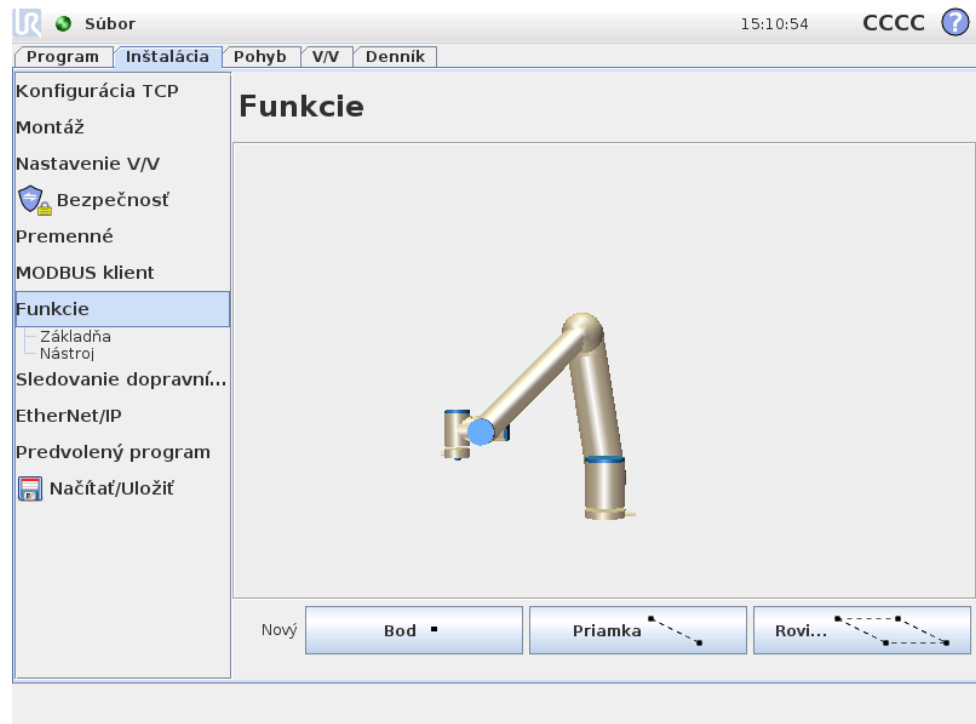 UR Súbor 15:10:54 CCCC ?
Program Inštalácia Pohyb V/V Denník
Konfigurácia TCP
Montáž
Nastavenie V/V
Bezpečnosť
Premenné
MODBUS klient
Funkcie
Základňa
Nástroj
Sledovanie dopravní...
EtherNet/IP
Predvolený program
Načítať/Uložiť
Funkcie
Nový Bod Priamka Rovi...